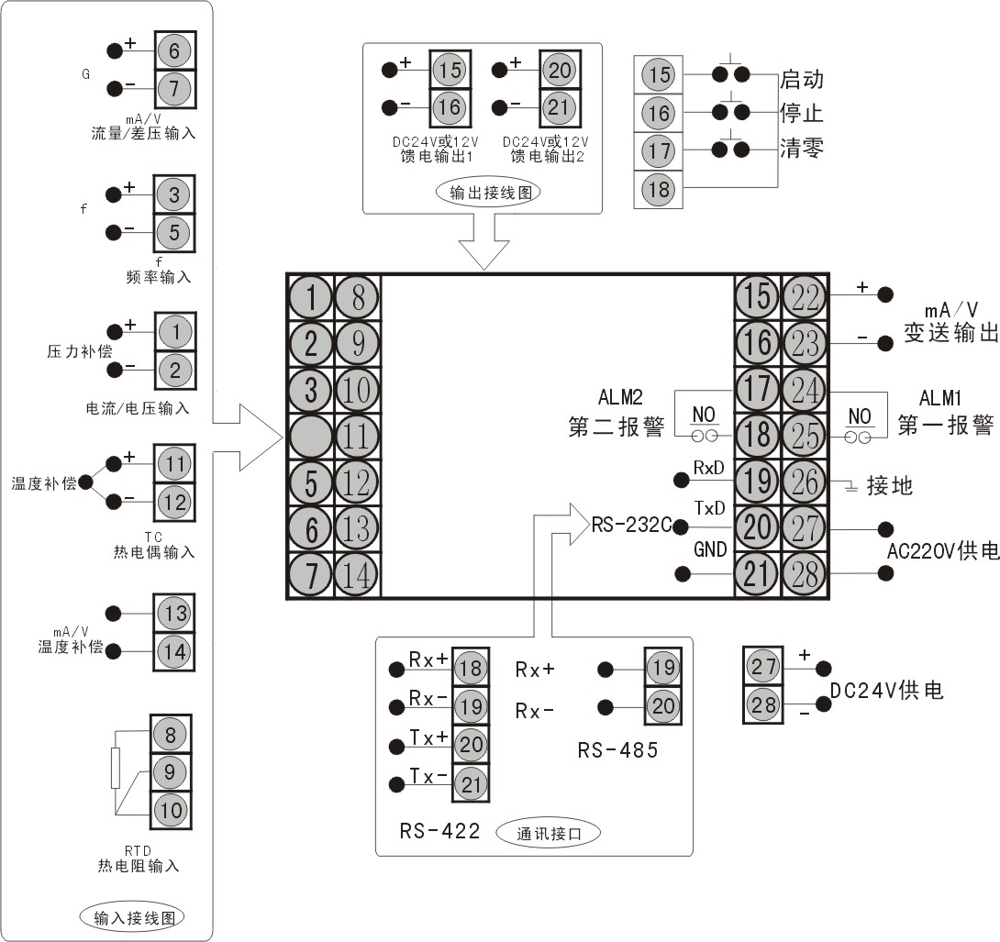 + 6
G
- 7
mA/V
流量/差压输入
+ 3
f
- 5
f
频率输入
+ 1
压力补偿
- 2
电流/电压输入
+ 11
温度补偿
- 12
TC
热电偶输入
13
mA/V
温度补偿
14
8
9
10
RTD
热电阻输入
输入接线图
+ 15
- 16
DC24V或12V
馈电输出1
+ 20
- 21
DC24V或12V
馈电输出2
输出接线图
15 启动
16 停止
17 清零
18
1 8
2 9
3 10
11
5 12
6 13
7 14
15 22 +
mA/V
变送输出
16 23 -
17 24
ALM2
第二报警
NO
ALM1
第一报警
NO
18 25
RxD 19 26 接地
TxD
RS-232C 20 27
AC220V供电
GND 21 28
Rx+ 18
Rx- 19
Tx+ 20
Tx- 21
RS-422
Rx+ 19
Rx- 20
RS-485
通讯接口
27 +
DC24V供电
28 -